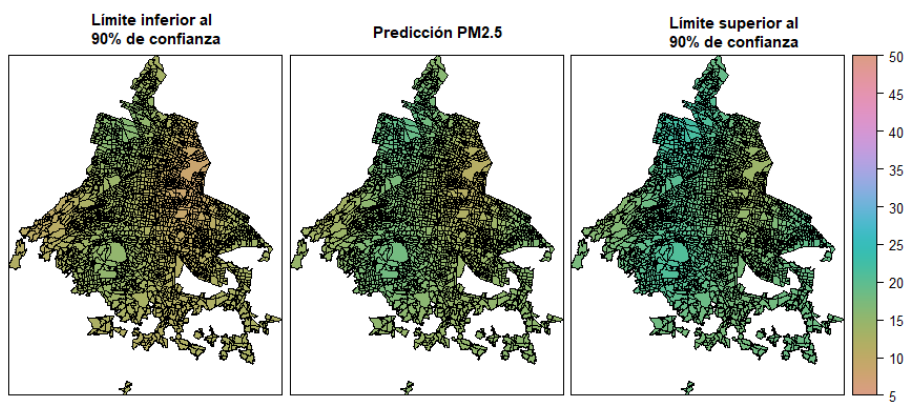 Límite inferior al
90% de confianza
Predicción PM2.5
Límite superior al
90% de confianza
50
45
40
35
30
25
20
15
10
5